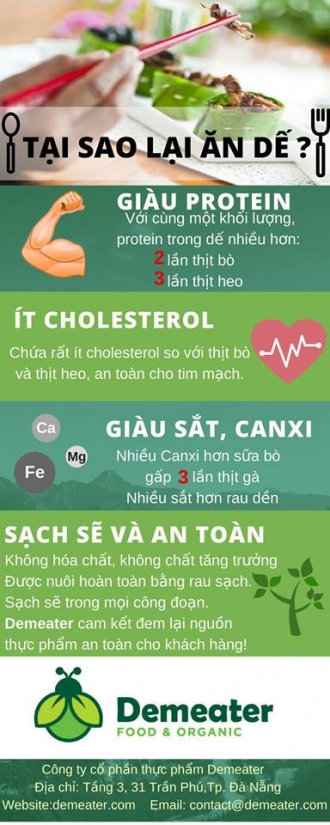 TẠI SAO LẠI ĂN DẾ ?
GIÀU PROTEIN
Với cùng một khối lượng,
protein trong dế nhiều hơn:
2 lần thịt bò
3 lần thịt heo
ÍT CHOLESTEROL
Chứa rất ít cholesterol so với thịt bò
và thịt heo, an toàn cho tim mạch.
Ca
Mg
Fe
GIÀU SẮT, CANXI
Nhiều Canxi hơn sữa bò
gấp 3 lần thịt gà
Nhiều sắt hơn rau dền
SẠCH SẼ VÀ AN TOÀN
Không hóa chất, không chất tăng trưởng
Được nuôi hoàn toàn bằng rau sạch.
Sạch sẽ trong mọi công đoạn.
Demeater cam kết đem lại nguồn
thực phẩm an toàn cho khách hàng!
Demeater
FOOD & ORGANIC
Công ty cổ phần thực phẩm Demeater
Địa chỉ: Tầng 3, 31 Trần Phú,Tp. Đà Nẵng
Website:demeater.com Email: contact@demeater.com